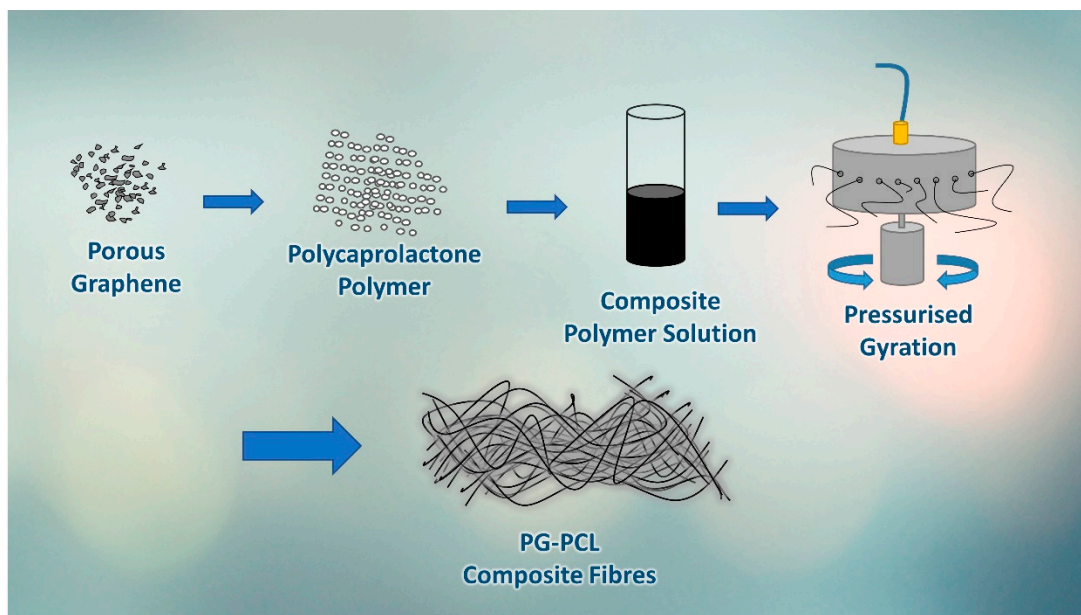 Porous
Graphene
Polycaprolactone
Polymer
Composite
Polymer Solution
Pressurised
Gyration
PG-PCL
Composite Fibres